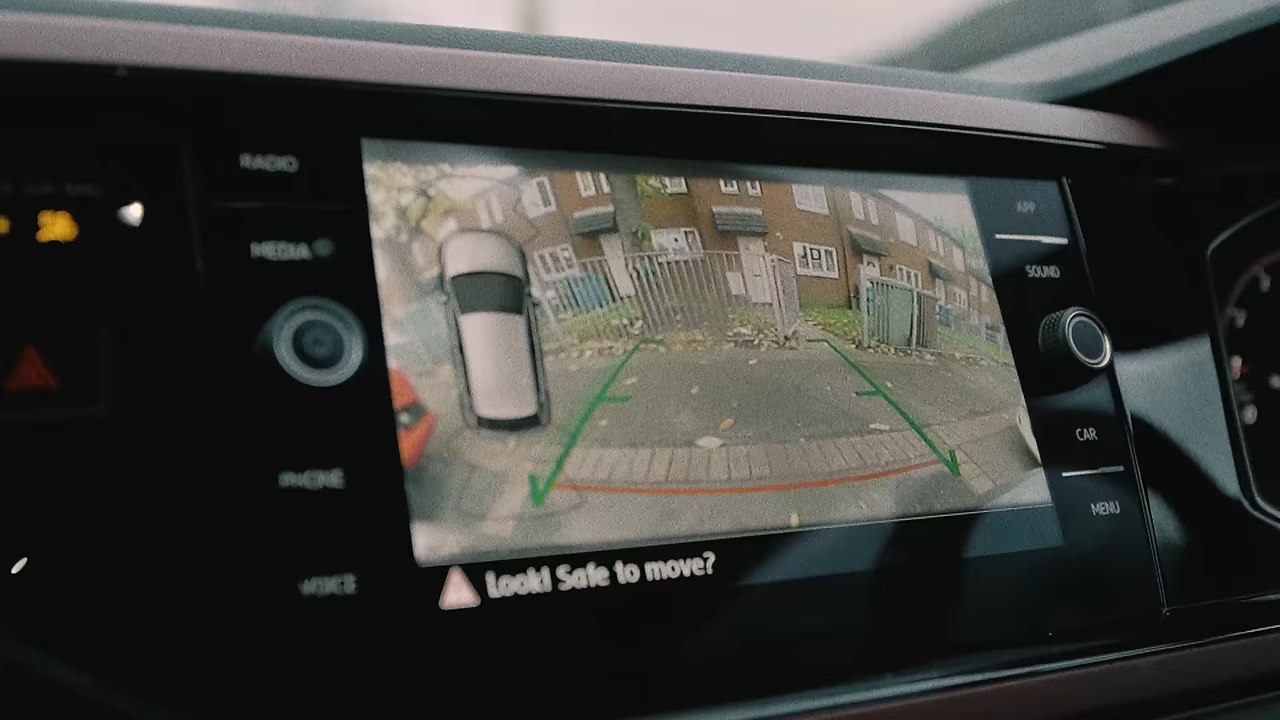 RADIO
MEDIA
PHONE
VOICE
APP
SOUND
CAR
MENU
Look! Safe to move?